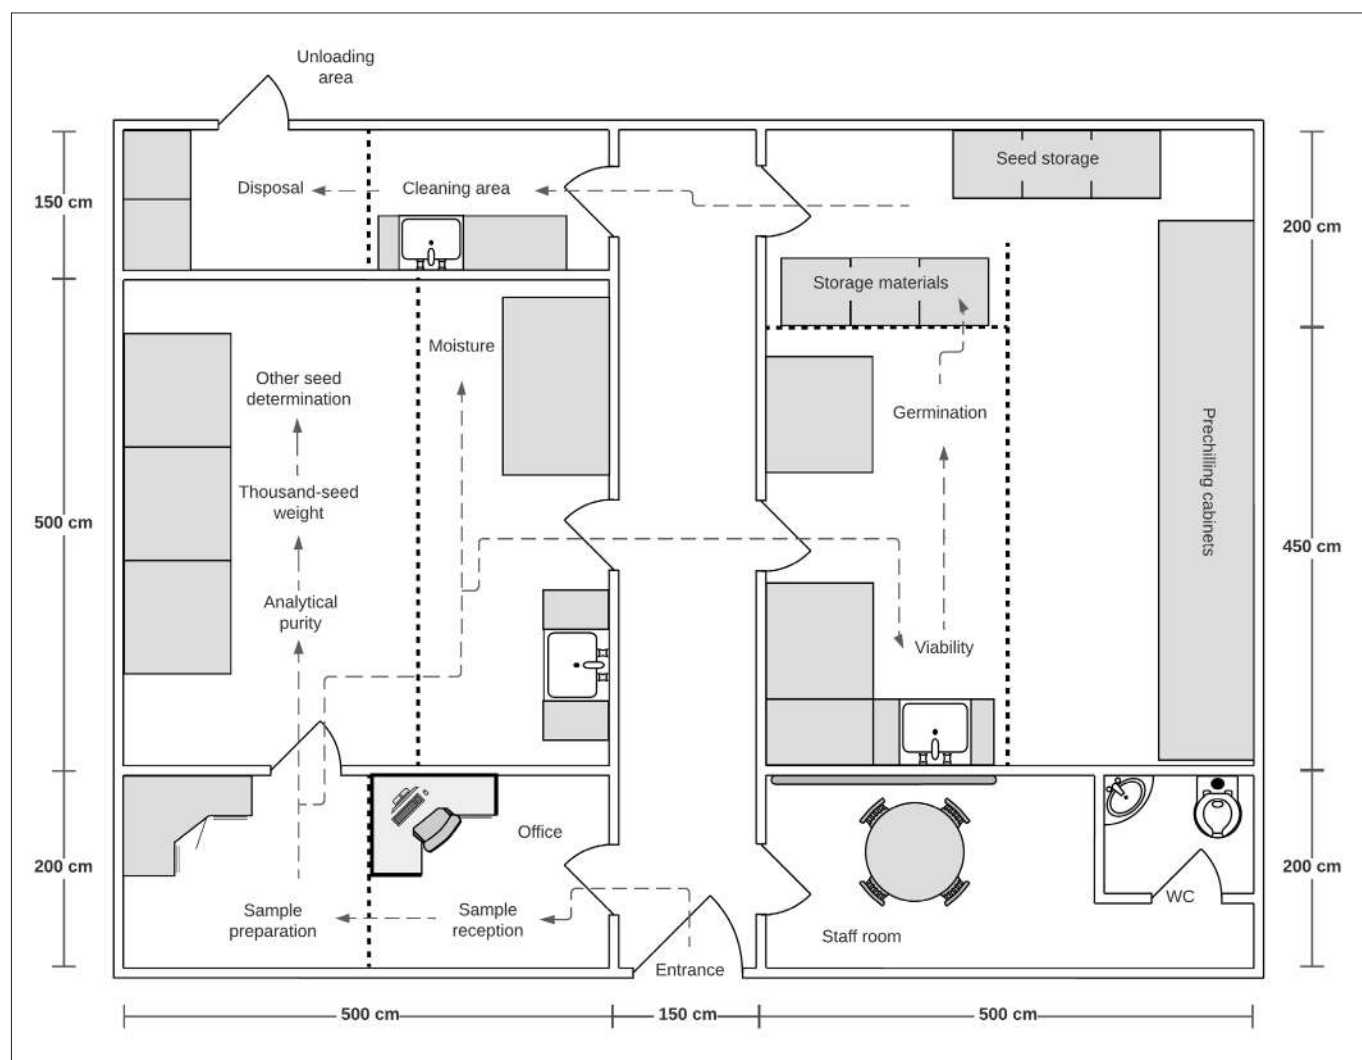 Unloading
area
150 cm
Disposal
Cleaning area
Seed storage
200 cm
Storage materials
Moisture
Other seed
determination
Germination
Thousand-seed
weight
500 cm
Prechilling cabinets
450 cm
Analytical
purity
Viability
Office
200 cm
Sample
preparation
Sample
reception
Entrance
Staff room
WC
200 cm
500 cm
150 cm
500 cm